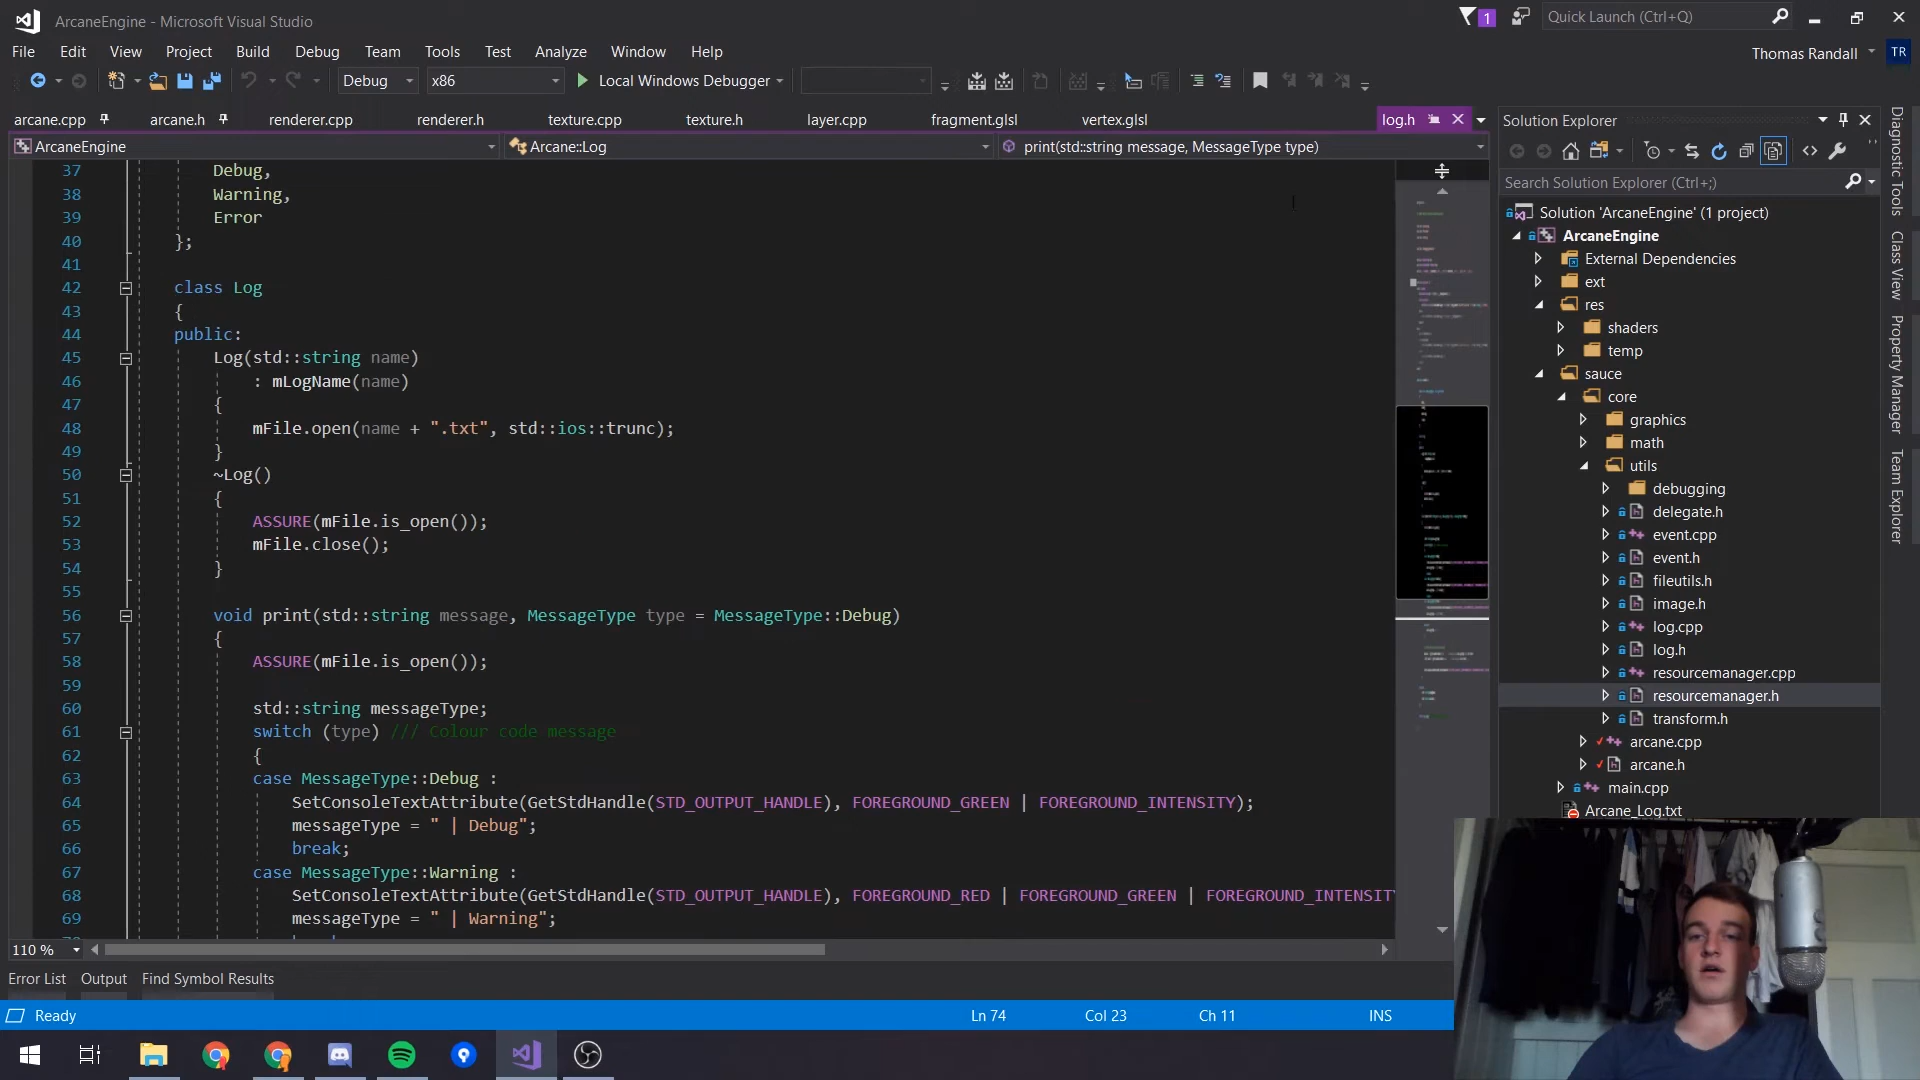 ArcaneEngine - Microsoft Visual Studio
1
Quick Launch (Ctrl+Q)
File Edit View Project Build Debug Team Tools Test Analyze Window Help
Thomas Randall
TR
Debug
x86
Local Windows Debugger
arcane.cpp arcane.h renderer.cpp renderer.h texture.cpp texture.h layer.cpp fragment.glsl vertex.glsl log.h
ArcaneEngine
Arcane::Log
print(std::string message, MessageType type)
37 Debug,
38 Warning,
39 Error
40 };
41
42 class Log
43 {
44 public:
45 Log(std::string name)
46 : mLogName(name)
47 {
48 mFile.open(name + ".txt", std::ios::trunc);
49 }
50 ~Log()
51 {
52 ASSURE(mFile.is_open());
53 mFile.close();
54 }
55
56 void print(std::string message, MessageType type = MessageType::Debug)
57 {
58 ASSURE(mFile.is_open());
59
60 std::string messageType;
61 switch (type) /// Colour code message
62 {
63 case MessageType::Debug :
64 SetConsoleTextAttribute(GetStdHandle(STD_OUTPUT_HANDLE), FOREGROUND_GREEN | FOREGROUND_INTENSITY);
65 messageType = " | Debug";
66 break;
67 case MessageType::Warning :
68 SetConsoleTextAttribute(GetStdHandle(STD_OUTPUT_HANDLE), FOREGROUND_RED | FOREGROUND_GREEN | FOREGROUND_INTENSITY
69 messageType = " | Warning";
110 %
Error List Output Find Symbol Results
Ready
Ln 74
Col 23
Ch 11
INS
Solution Explorer
Search Solution Explorer (Ctrl+;)
Solution 'ArcaneEngine' (1 project)
ArcaneEngine
External Dependencies
ext
res
shaders
temp
sauce
core
graphics
math
utils
debugging
delegate.h
event.cpp
event.h
fileutils.h
image.h
log.cpp
log.h
resourcemanager.cpp
resourcemanager.h
transform.h
arcane.cpp
arcane.h
main.cpp
Arcane_Log.txt
Diagnostic Tools
Class View
Property Manager
Team Explorer